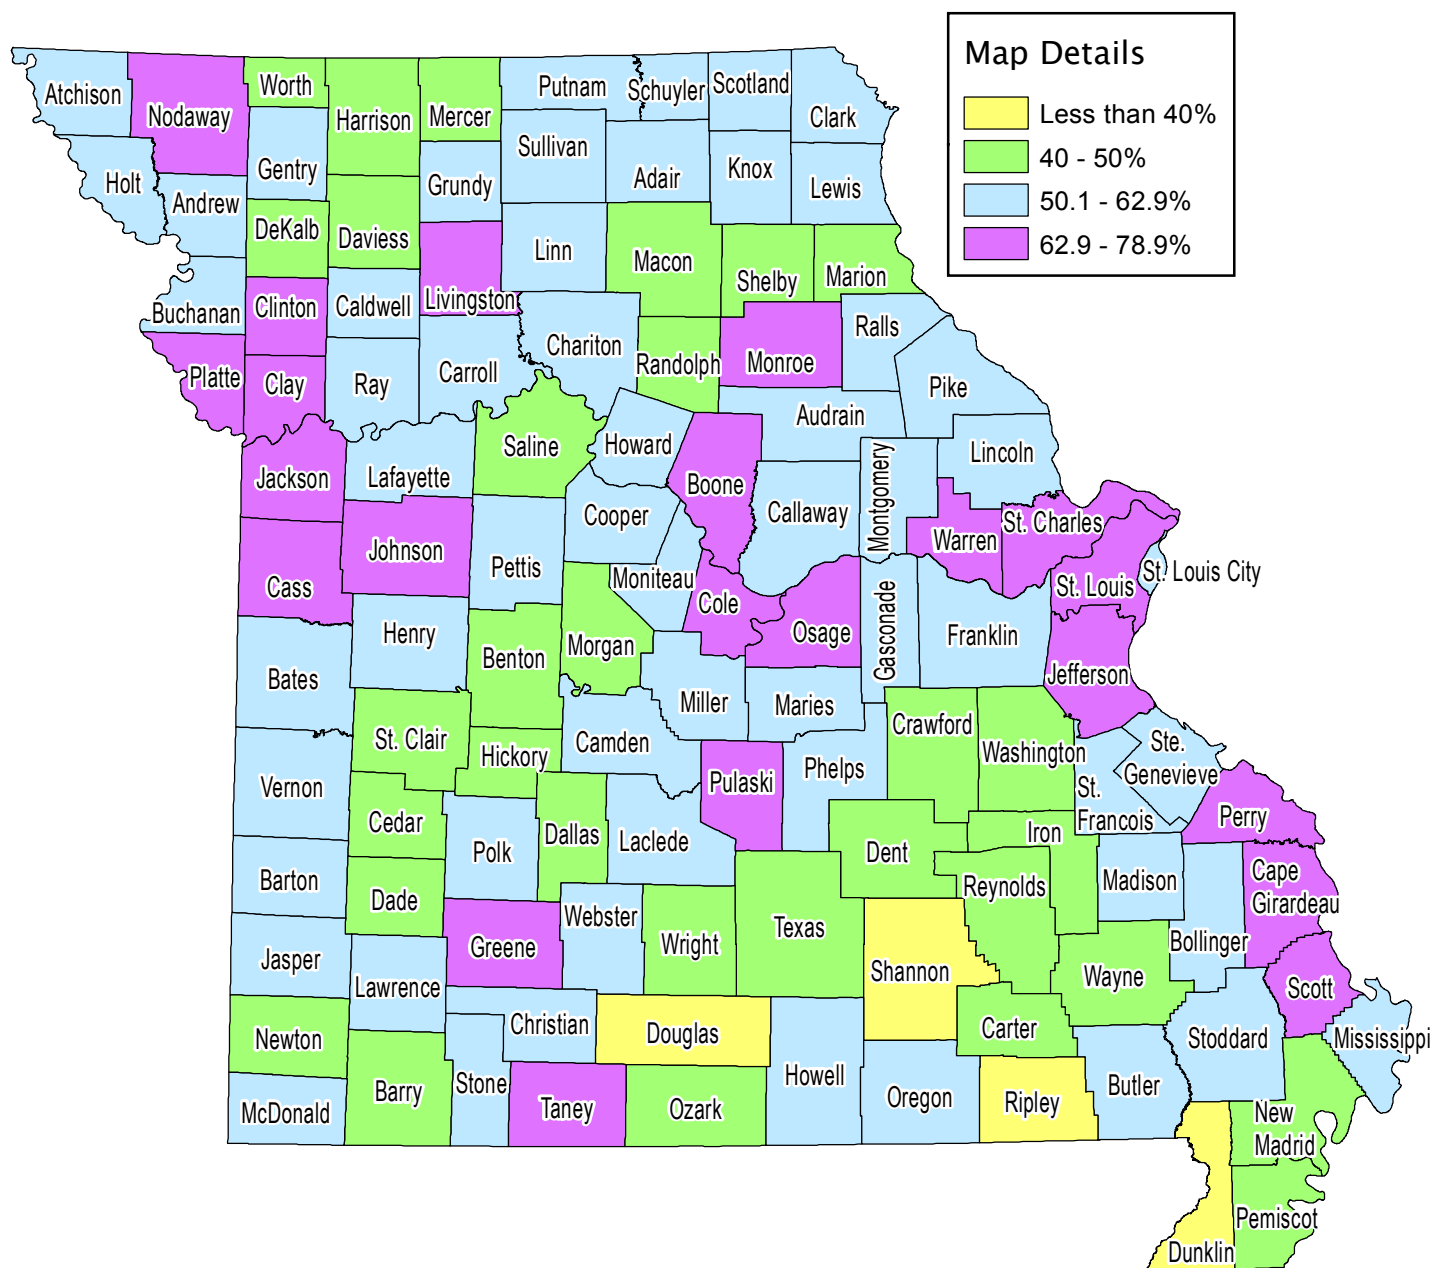 Map Details
Less than 40%
40 - 50%
50.1 - 62.9%
62.9 - 78.9%
Atchison
Nodaway
Worth
Harrison
Mercer
Putnam
Schuyler
Scotland
Clark
Holt
Andrew
Gentry
Grundy
Sullivan
Adair
Knox
Lewis
DeKalb
Daviess
Linn
Macon
Shelby
Marion
Buchanan
Clinton
Caldwell
Livingston
Chariton
Randolph
Monroe
Ralls
Pike
Platte
Clay
Ray
Carroll
Audrain
Saline
Howard
Boone
Callaway
Montgomery
Lincoln
Jackson
Lafayette
Cooper
Warren
St. Charles
Johnson
Pettis
Moniteau
Cole
Osage
Gasconade
Franklin
St. Louis
St. Louis City
Cass
Henry
Benton
Morgan
Miller
Maries
Jefferson
Bates
St. Clair
Hickory
Camden
Pulaski
Phelps
Crawford
Washington
St.
Francois
Ste.
Genevieve
Perry
Vernon
Cedar
Polk
Dallas
Laclede
Dent
Iron
Reynolds
Madison
Bollinger
Cape
Girardeau
Barton
Dade
Greene
Webster
Wright
Texas
Shannon
Wayne
Scott
Jasper
Lawrence
Christian
Douglas
Howell
Carter
Stoddard
Mississippi
Newton
Barry
Stone
Taney
Ozark
Oregon
Ripley
Butler
New
Madrid
McDonald
Pemiscot
Dunklin